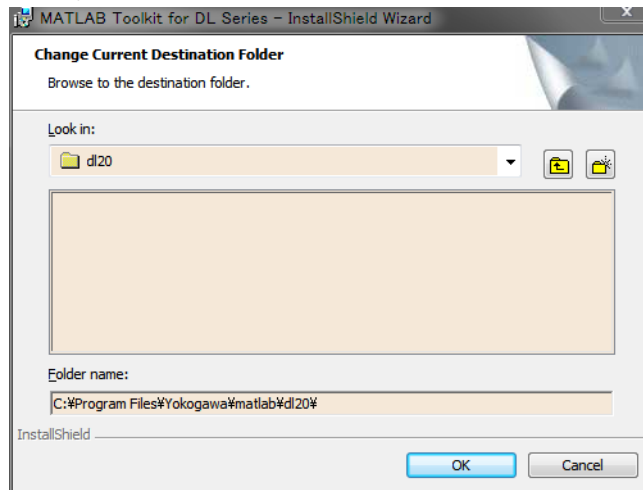 MATLAB Toolkit for DL Series - InstallShield Wizard
Change Current Destination Folder
Browse to the destination folder.
Look in:
dl20
Folder name:
C:¥Program Files¥Yokogawa¥matlab¥dl20¥
InstallShield
OK Cancel